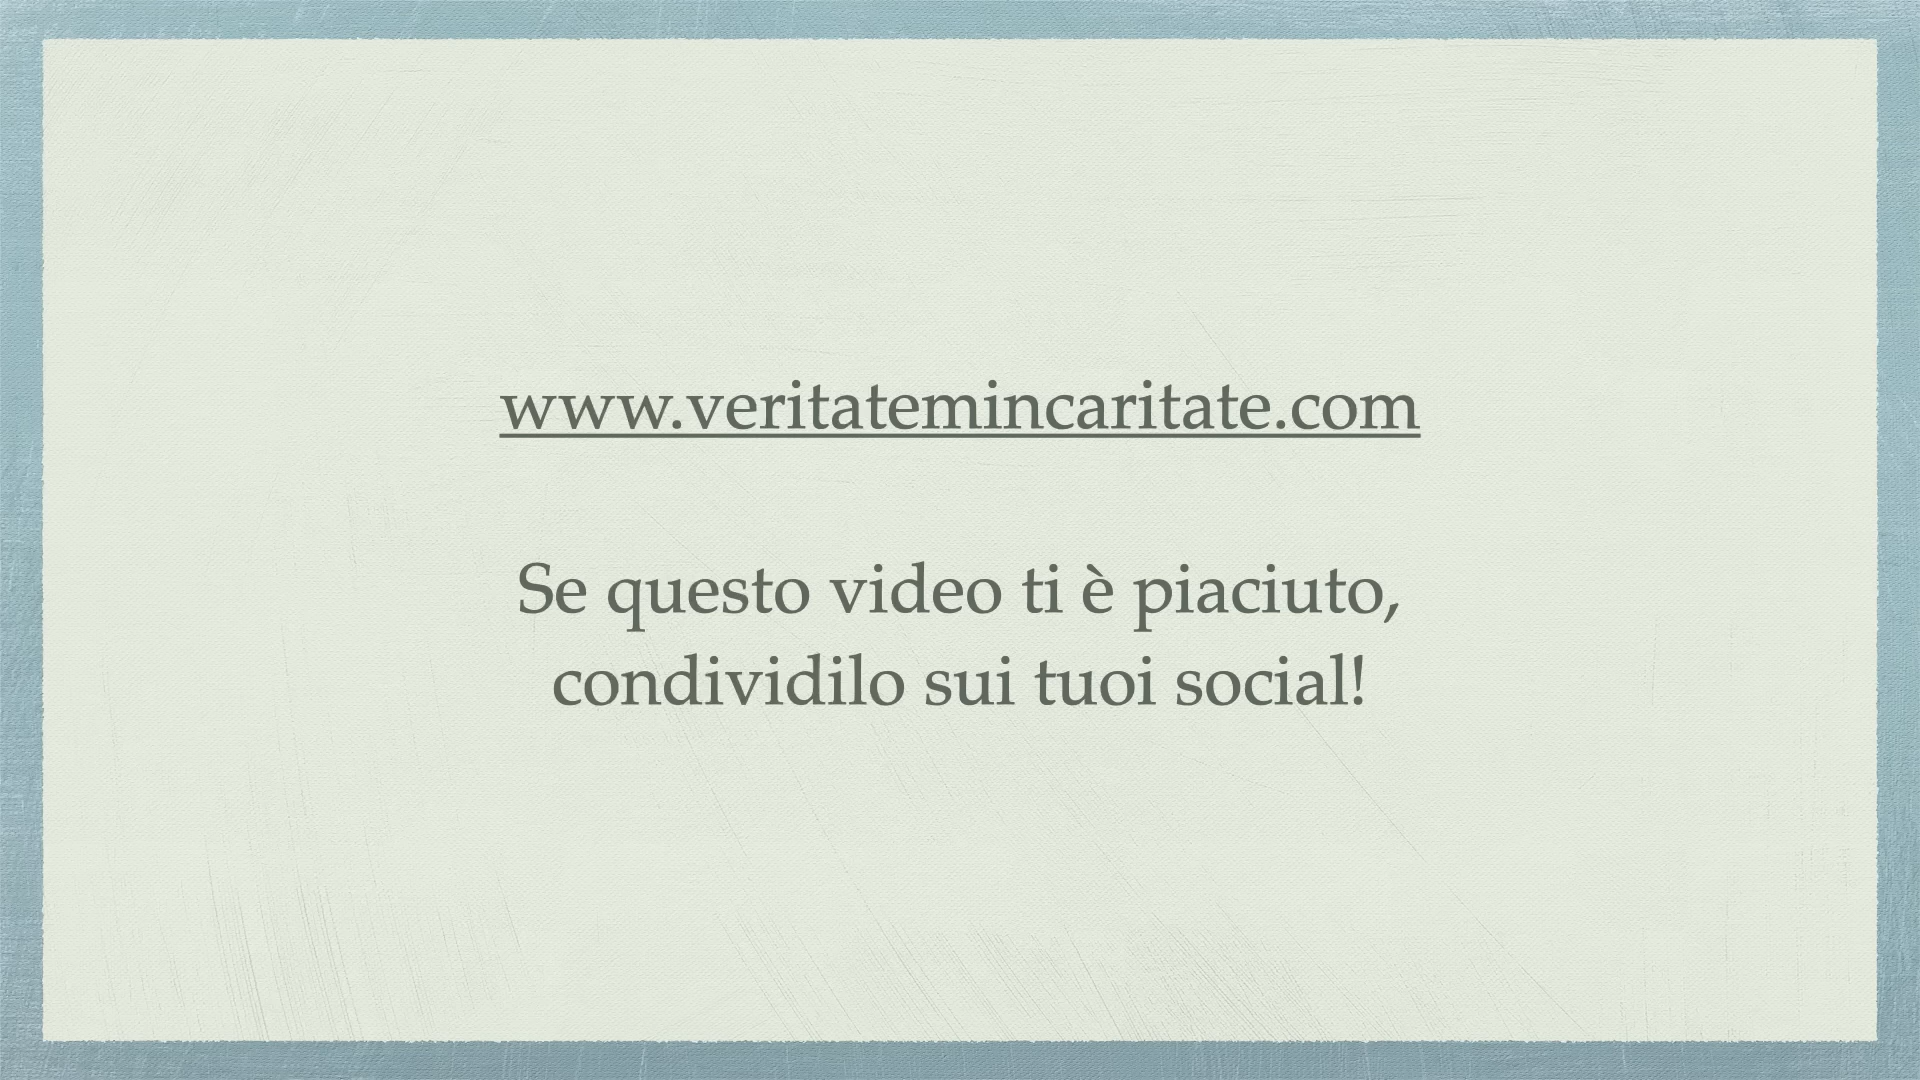 www.veritatemincaritate.com
Se questo video ti è piaciuto,
condividilo sui tuoi social!